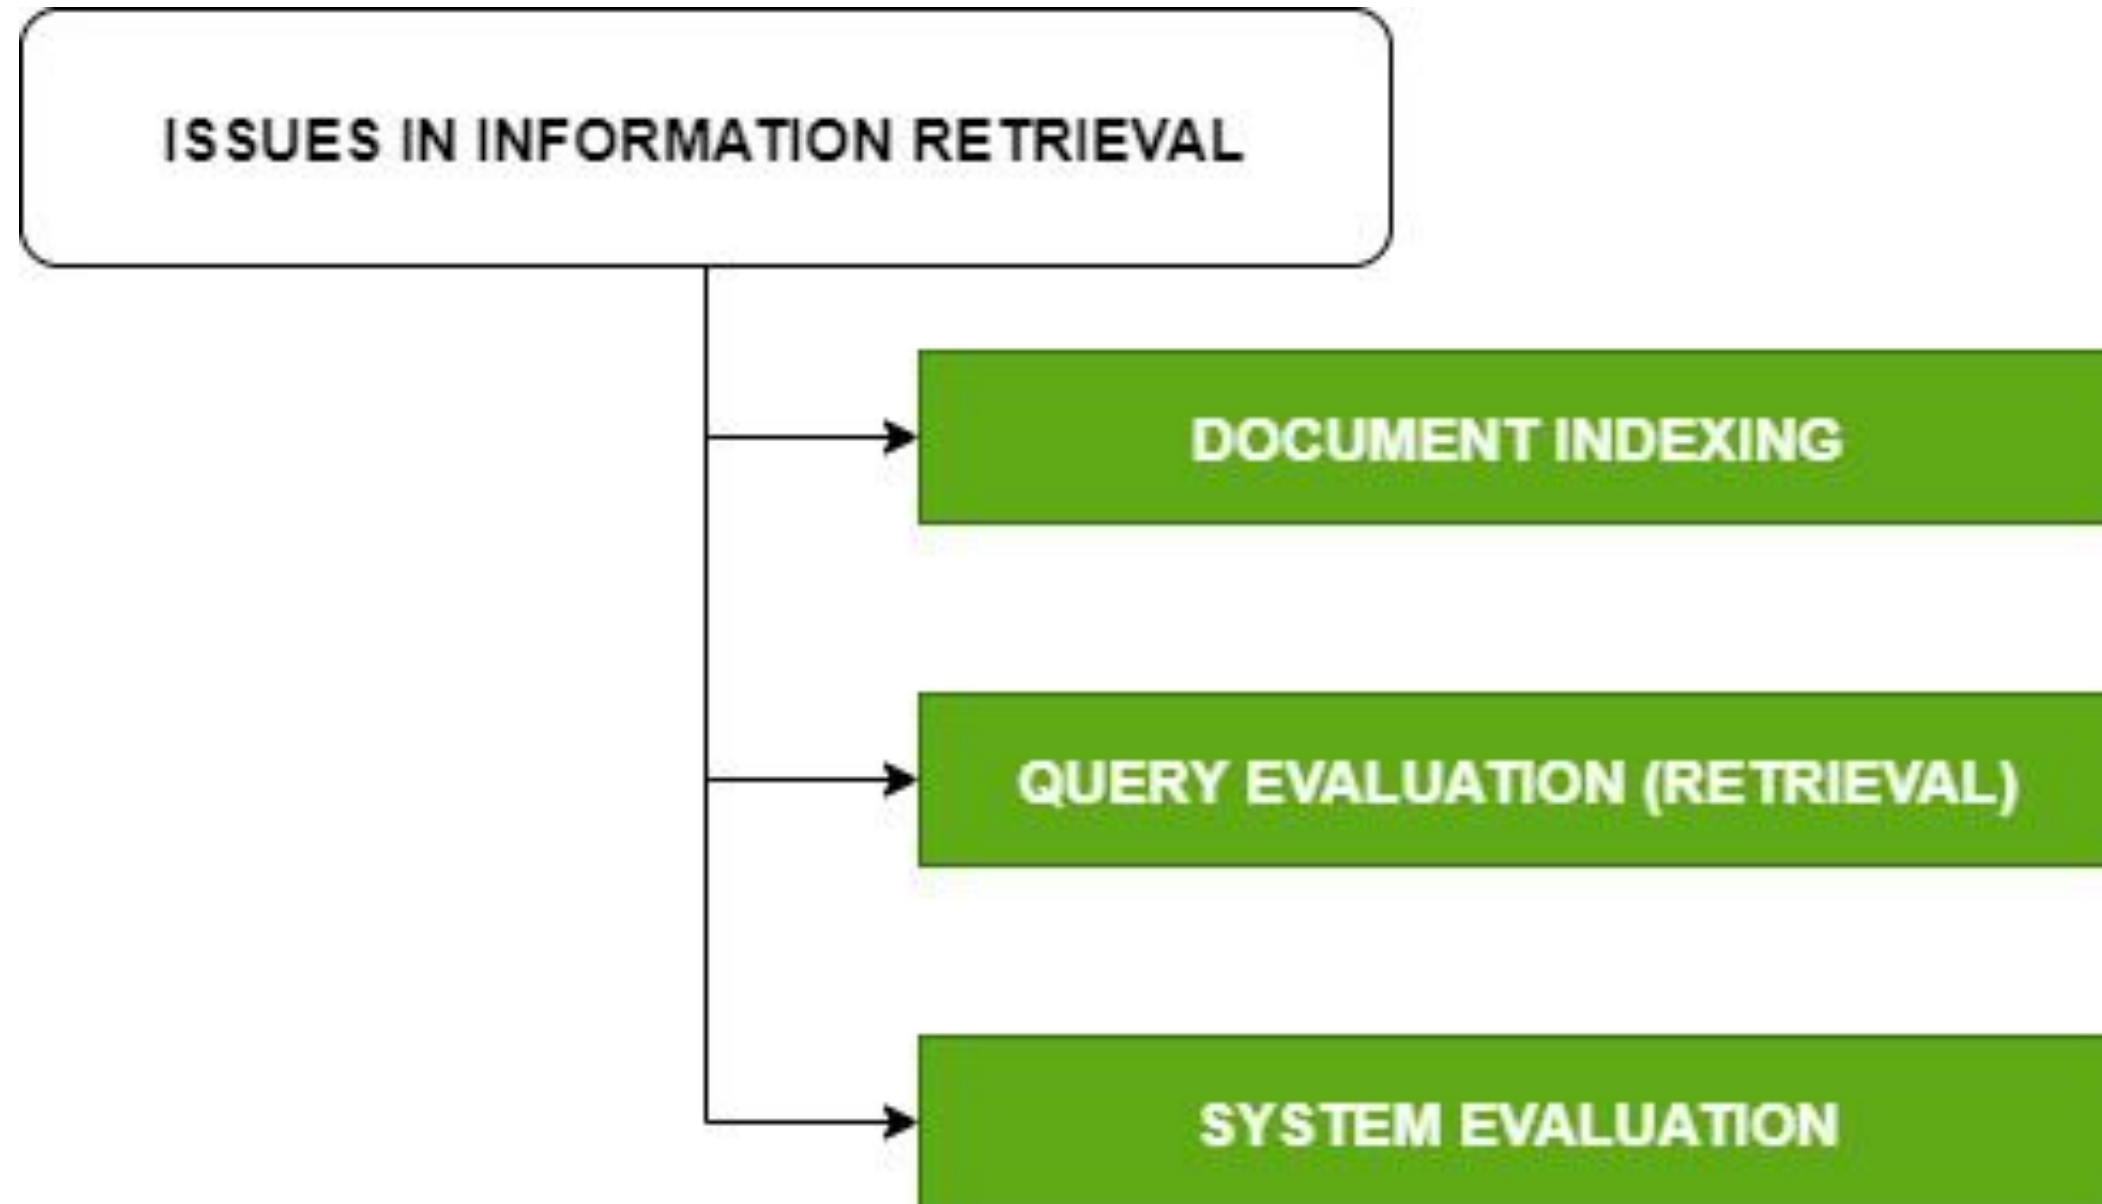 ISSUES IN INFORMATION RETRIEVAL
DOCUMENT INDEXING
QUERY EVALUATION (RETRIEVAL)
SYSTEM EVALUATION